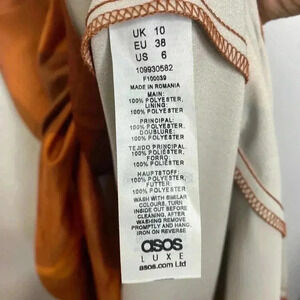 UK 10
EU 38
US 6
109930582
F100039
MADE IN ROMANIA
MAIN:
100% POLYESTER,
LINING:
100% POLYESTER
PRINCIPAL:
100% POLYESTER,
DOUBLURE:
100% POLYESTER
TEJIDO PRINCIPAL:
100% POLIÉSTER,
FORRO:
100% POLIÉSTER
HAUPTSTOFF:
100% POLYESTER,
FUTTER:
100% POLYESTER
WASH WITH SIMILAR
COLOURS, TURN
INSIDE OUT BEFORE
CLEANING, AFTER
WASHING REMOVE
PROMPTLY AND HANG,
IRON ON REVERSE
asos
LUXE
asos.com Ltd